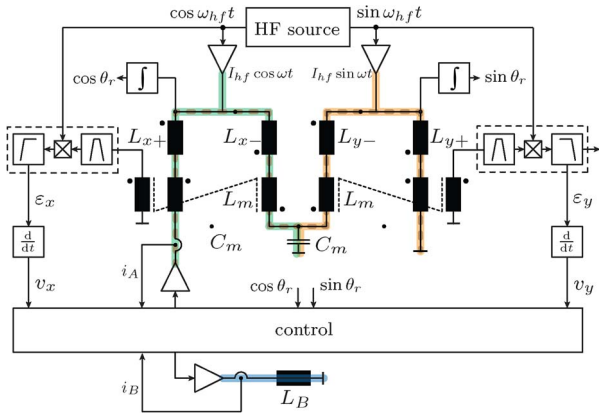 cos ω_hf t
HF source
sin ω_hf t
I_hf cos ωt
I_hf sin ωt
cos θ_r
∫
∫
sin θ_r
L_x+
L_x−
L_y−
L_y+
L_m
L_m
ε_x
ε_y
C_m
C_m
d/dt
d/dt
i_A
cos θ_r
sin θ_r
v_x
v_y
control
i_B
L_B